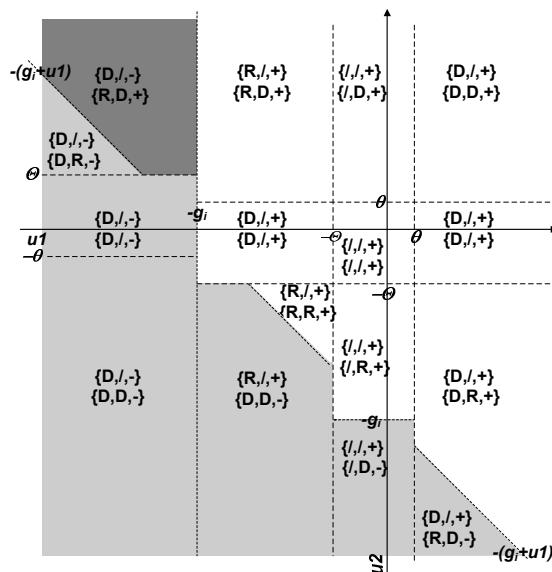 -(gi+u1)
{D,/,-}
{R,D,+}
{R,/,+}
{R,D,+}
{/,/,+}
{/,D,+}
{D,/,+}
{D,D,+}
{D,/,-}
{D,R,-}
Θ
θ
-gi
{D,/,-}
{D,/,-}
{D,/,+}
{D,/,+}
-Θ
θ
{D,/,+}
{D,/,+}
u1
{/,/,+}
{/,/,+}
-θ
-Θ
{R,/,+}
{R,R,+}
{/,/,+}
{/,R,+}
{D,/,-}
{D,D,-}
{R,/,+}
{D,D,-}
{D,/,+}
{D,R,+}
-gi
{/,/,+}
{/,D,-}
{D,/,+}
{R,D,-}
-(gi+u1)
u2